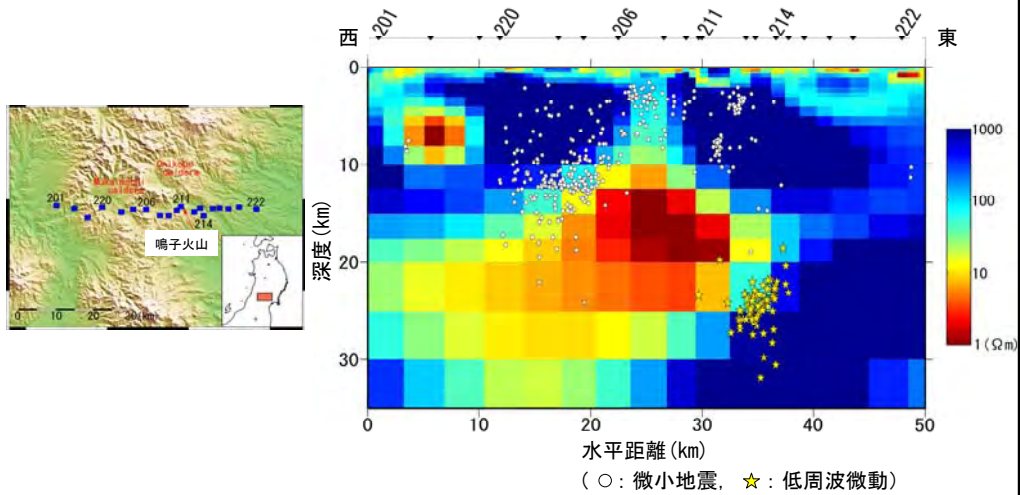 201 220 206 211 214 222
西 東
0
10
20
30
深度(km)
0 10 20 30 40 50
水平距離(km)
(○:微小地震, ☆:低周波微動)
1000
100
10
1(Ωm)
201 220 206 211 222
214
鳴子火山
caldera
caldera
0 10 20 30(km)